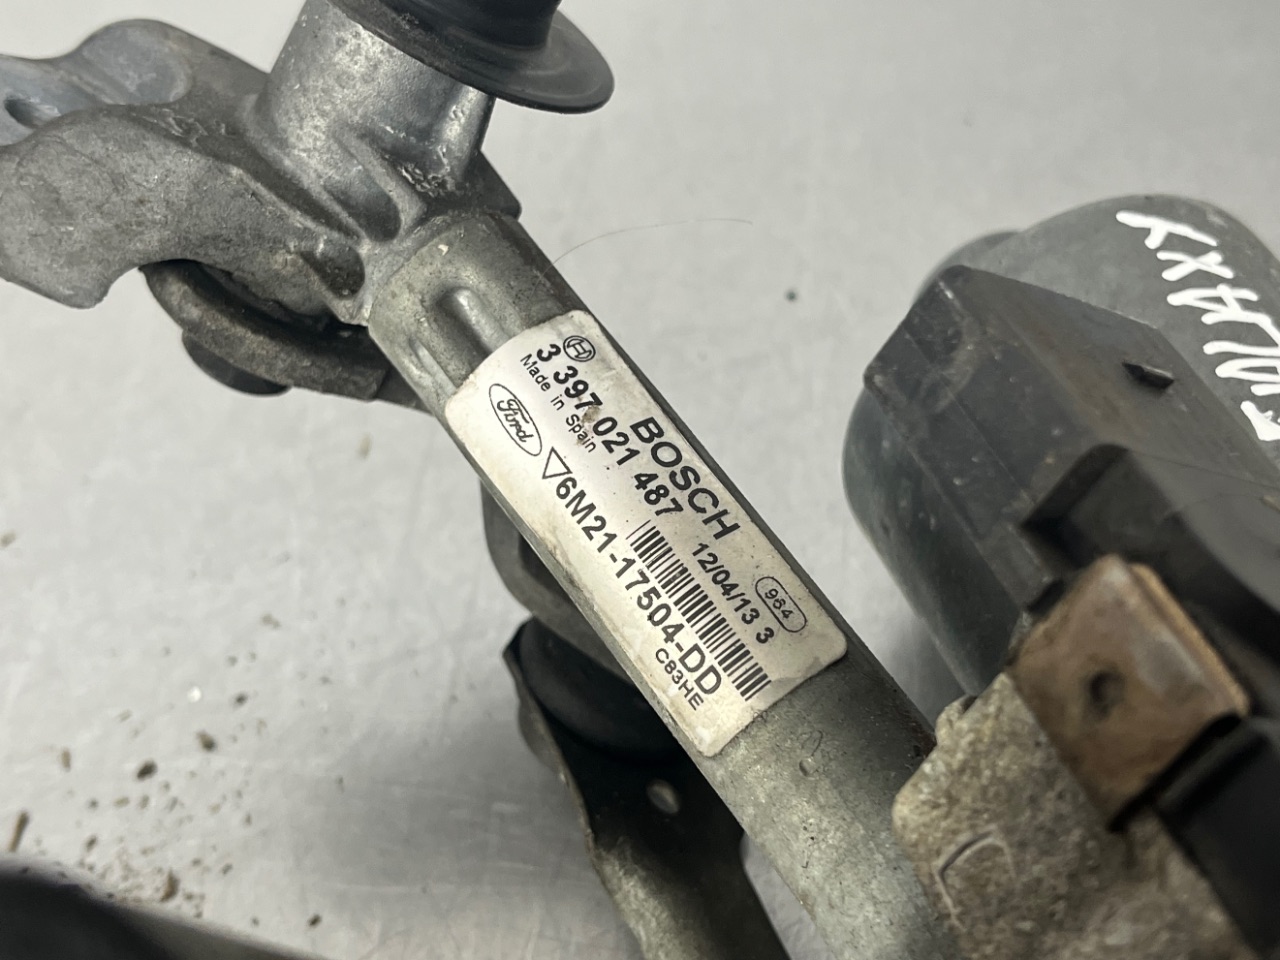 BOSCH
3 397 021 487
Made in Spain
12/04/13 3
964
Ford
6M21-17504-DD
C83HE